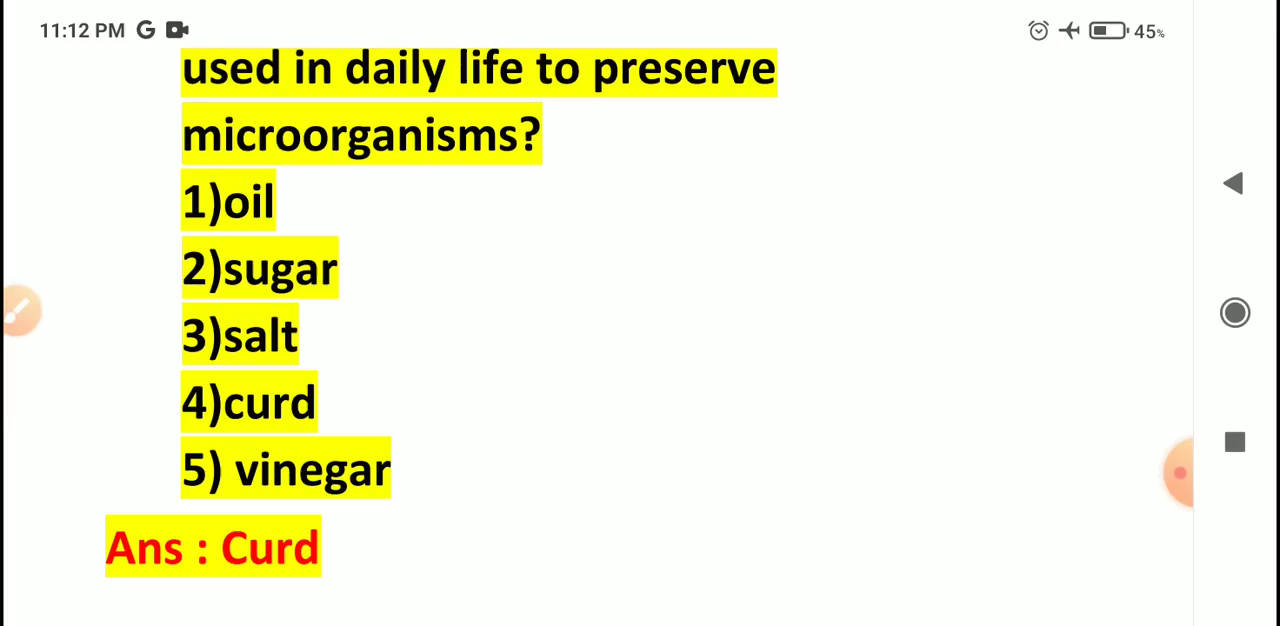 11:12 PM G 45%
used in daily life to preserve
microorganisms?
1)oil
2)sugar
3)salt
4)curd
5) vinegar
Ans : Curd